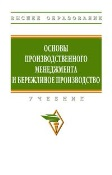 ВЫСШЕЕ ОБРАЗОВАНИЕ
ОСНОВЫ
ПРОИЗВОДСТВЕННОГО
МЕНЕДЖМЕНТА
И БЕРЕЖЛИВОЕ ПРОИЗВОДСТВО
УЧЕБНИК